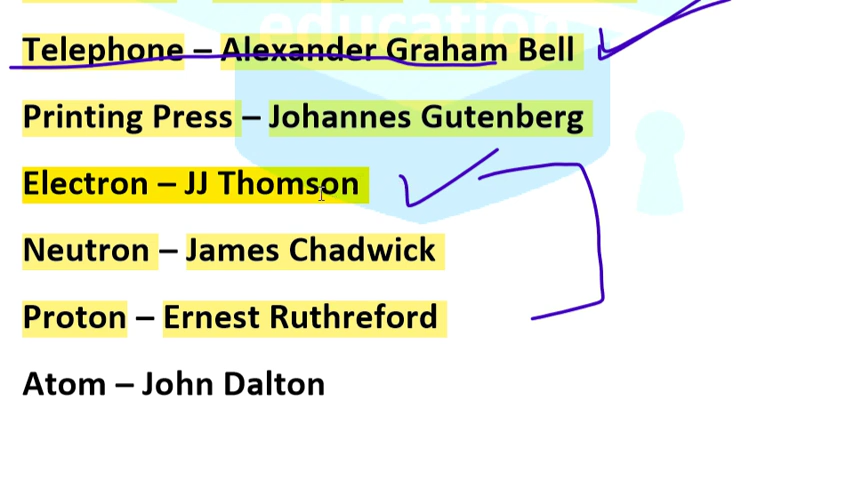 education
Telephone – Alexander Graham Bell
Printing Press – Johannes Gutenberg
Electron – JJ Thomson
Neutron – James Chadwick
Proton – Ernest Ruthreford
Atom – John Dalton